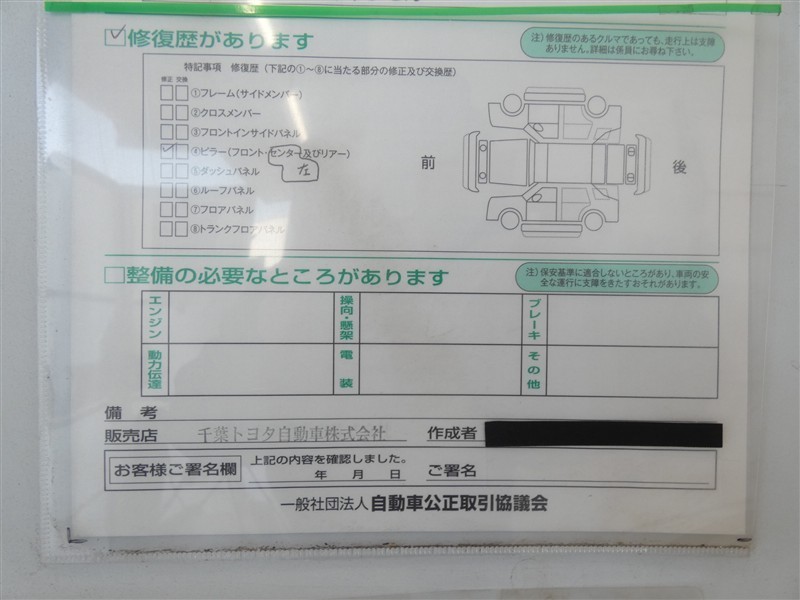 修復歴があります
注）修復歴のあるクルマであっても、走行上は支障
ありません。詳細は係員にお尋ね下さい。
特記事項 修復歴（下記の①～⑧に当たる部分の修正及び交換歴）
修正 交換
①フレーム（サイドメンバー）
②クロスメンバー
③フロントインサイドパネル
④ピラー（フロント・センター及びリアー）
左
⑤ダッシュパネル
⑥ルーフパネル
⑦フロアパネル
⑧トランクフロアパネル
前
後
整備の必要なところがあります
注）保安基準に適合しないところがあり、車両の安
全な運行に支障をきたすおそれがあります。
エンジン
操向・懸架
ブレーキ
動力伝達
電装
その他
備考
販売店 千葉トヨタ自動車株式会社 作成者
お客様ご署名欄 上記の内容を確認しました。
年 月 日 ご署名
一般社団法人 自動車公正取引協議会